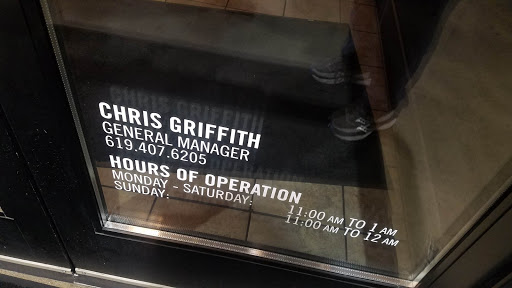 CHRIS GRIFFITH
GENERAL MANAGER
619.407.6205
HOURS OF OPERATION
MONDAY - SATURDAY: 11:00 AM TO 1 AM
SUNDAY: 11:00 AM TO 12 AM